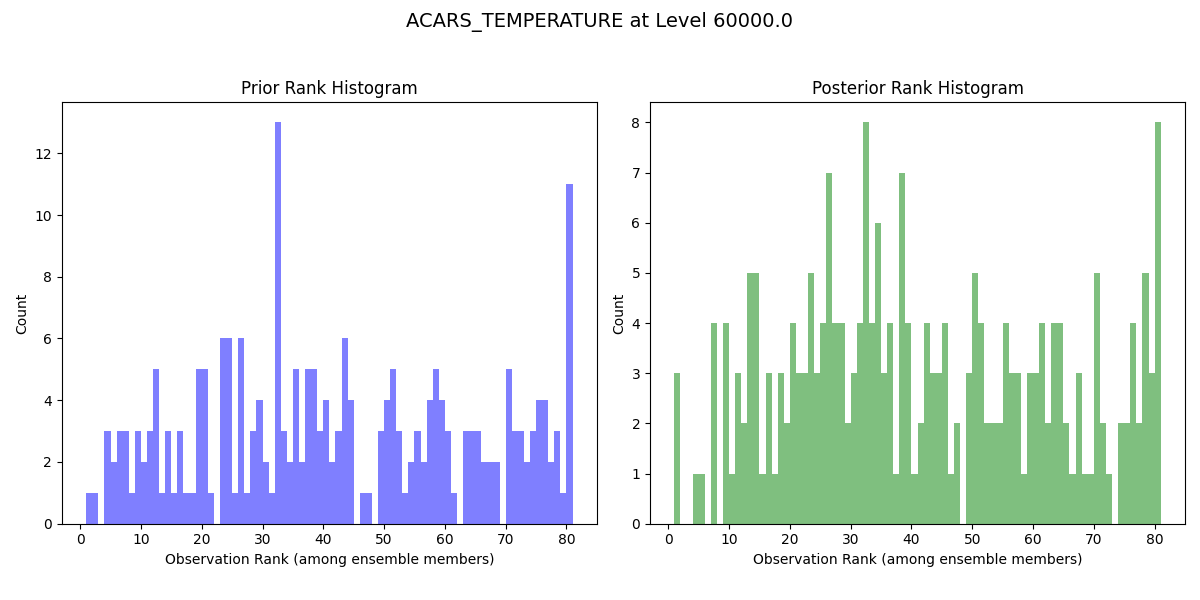 ACARS_TEMPERATURE at Level 60000.0
Prior Rank Histogram
Count
12
10
8
6
4
2
0
0 10 20 30 40 50 60 70 80
Observation Rank (among ensemble members)
Posterior Rank Histogram
Count
8
7
6
5
4
3
2
1
0
0 10 20 30 40 50 60 70 80
Observation Rank (among ensemble members)